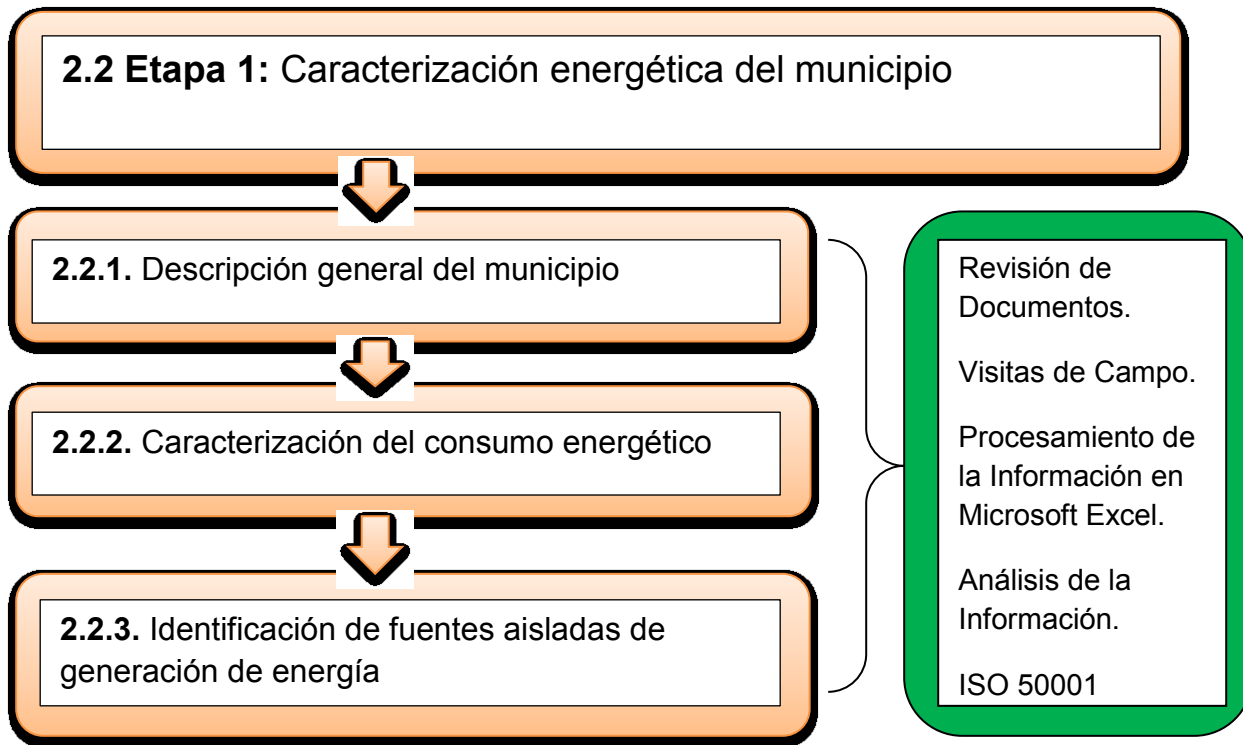 2.2 Etapa 1: Caracterización energética del municipio
2.2.1. Descripción general del municipio
2.2.2. Caracterización del consumo energético
2.2.3. Identificación de fuentes aisladas de
generación de energía
Revisión de
Documentos.
Visitas de Campo.
Procesamiento de
la Información en
Microsoft Excel.
Análisis de la
Información.
ISO 50001